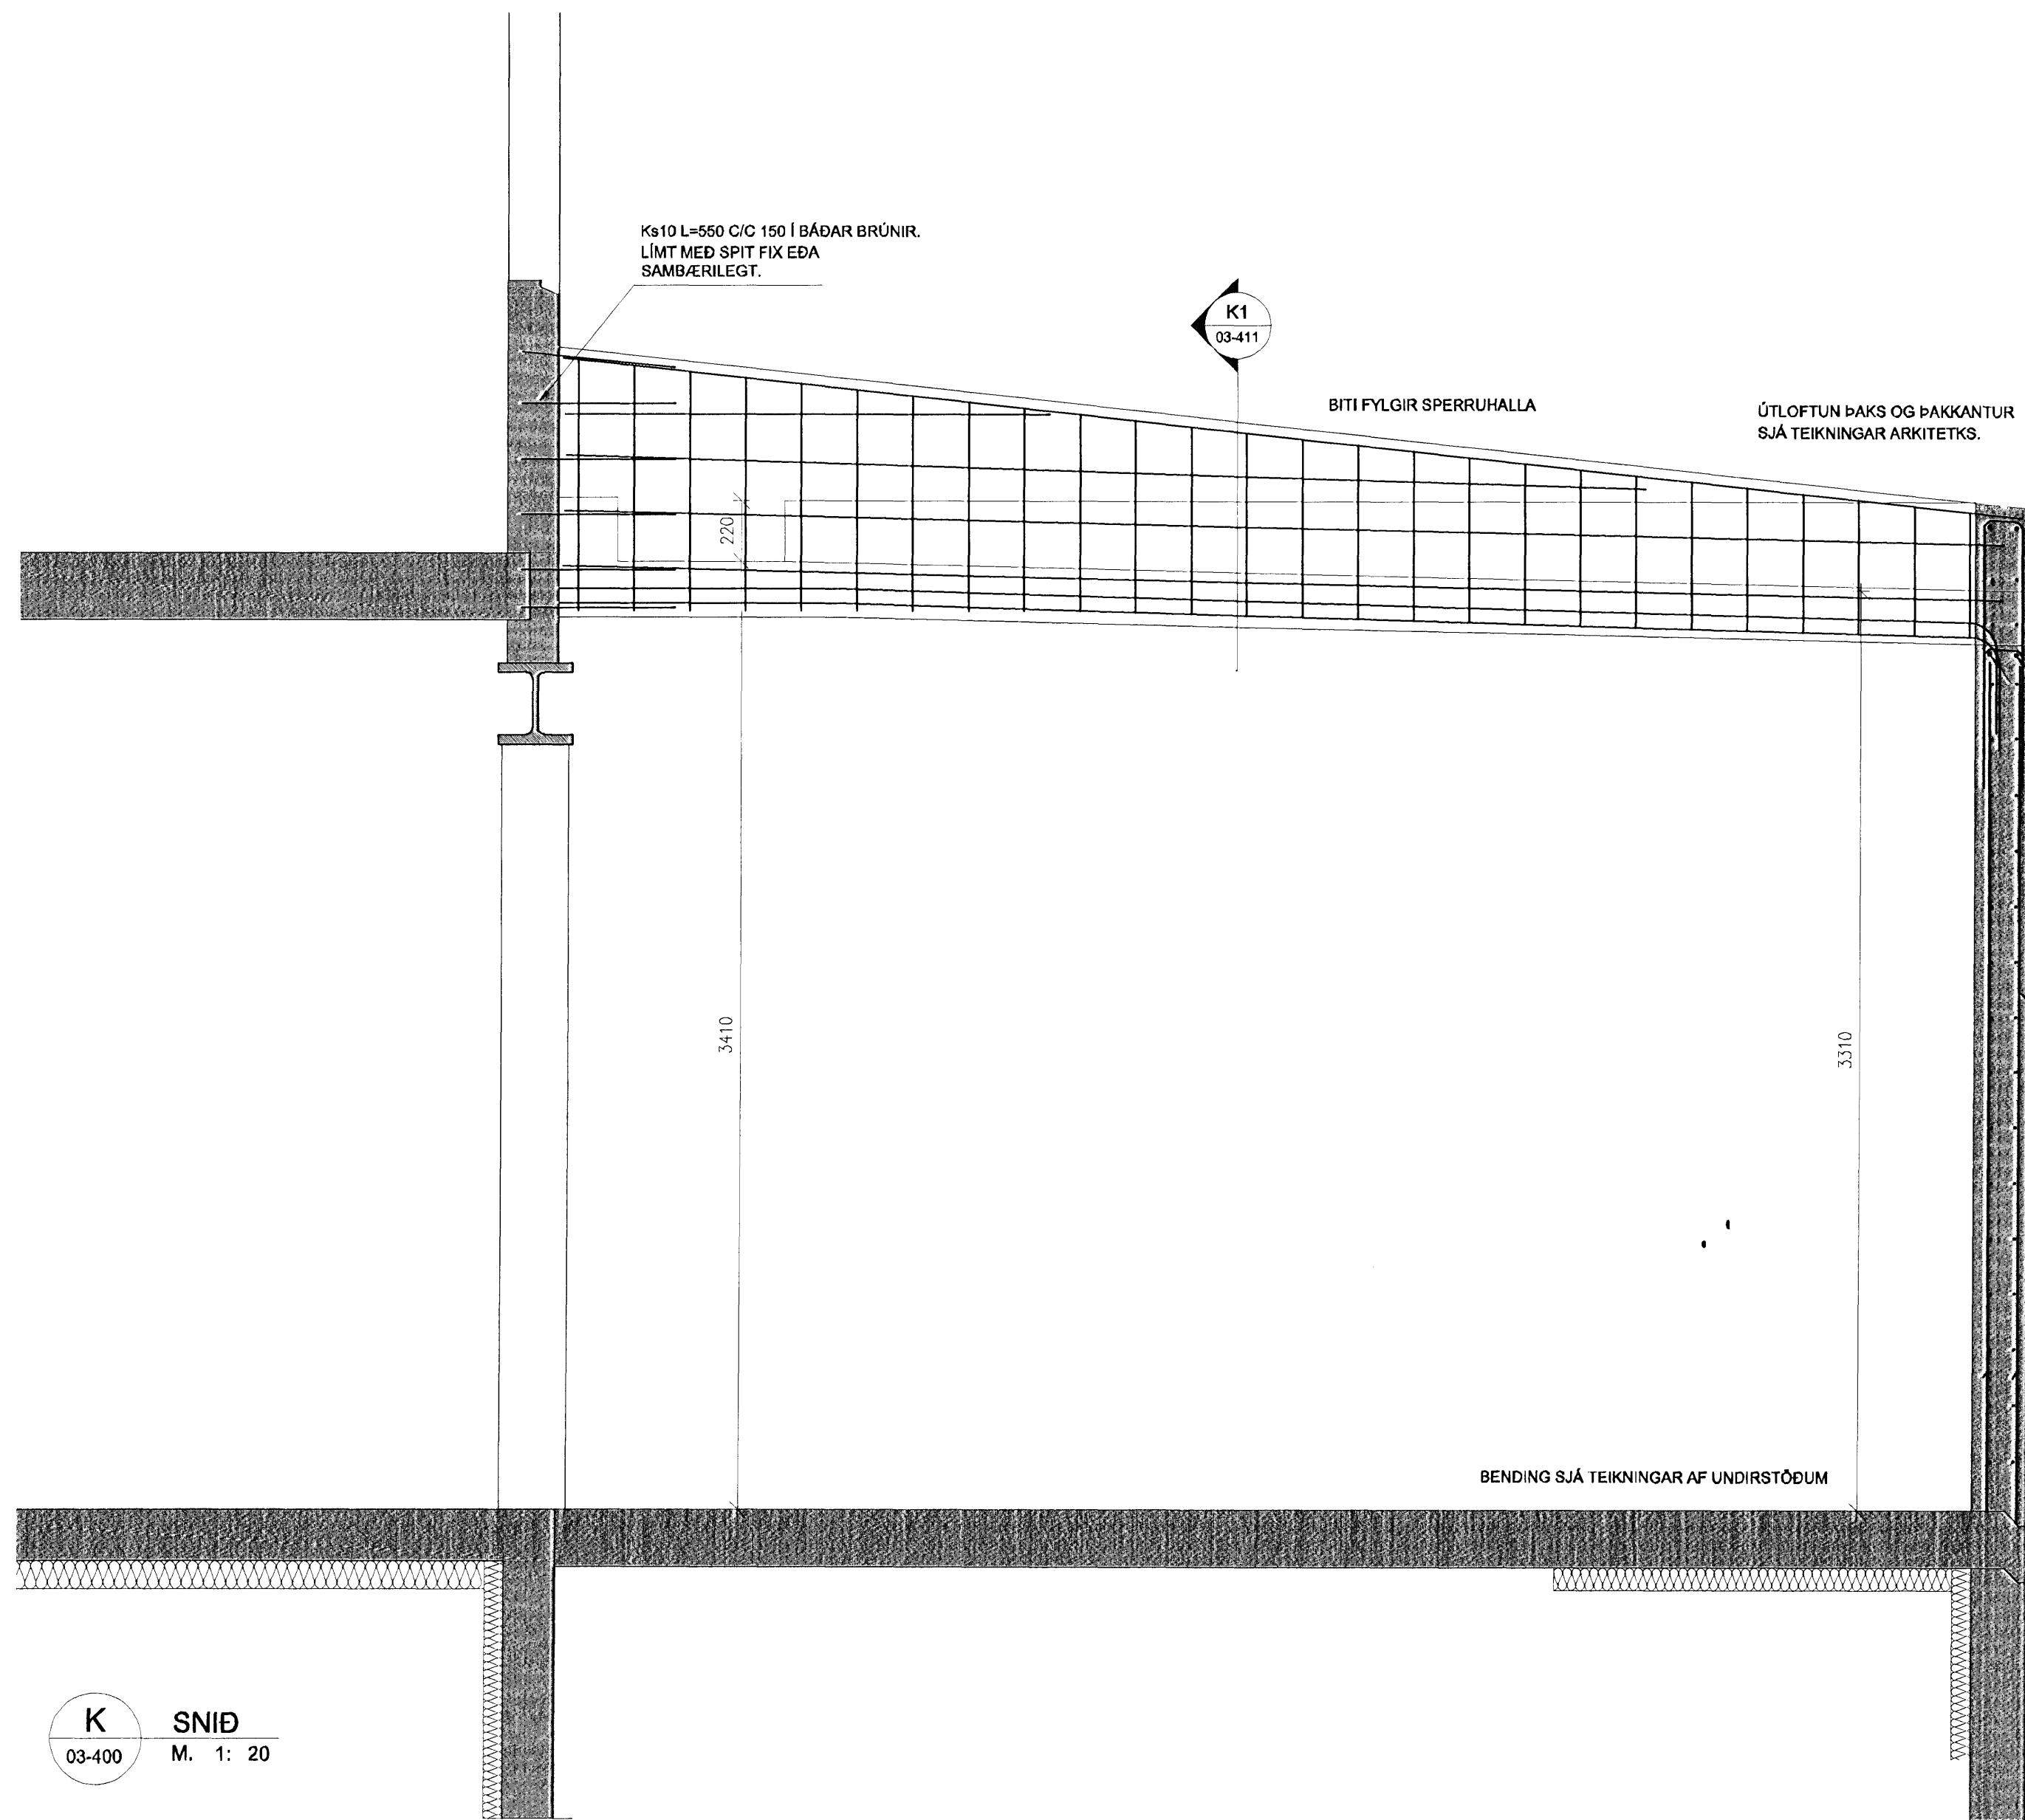 Ks10 L=550 C/C 150 Í BÁÐAR BRÚNIR.
LÍMT MEÐ SPIT FIX EÐA
SAMBÆRILEGT.
K1
03-411
BITI FYLGIR SPERRUHALLA
ÚTLOFTUN ÞAKS OG ÞAKKANTUR
SJÁ TEIKNINGAR ARKITETKS.
220
3410
3310
BENDING SJÁ TEIKNINGAR AF UNDIRSTÖÐUM
K
03-400
SNIÐ
M. 1: 20